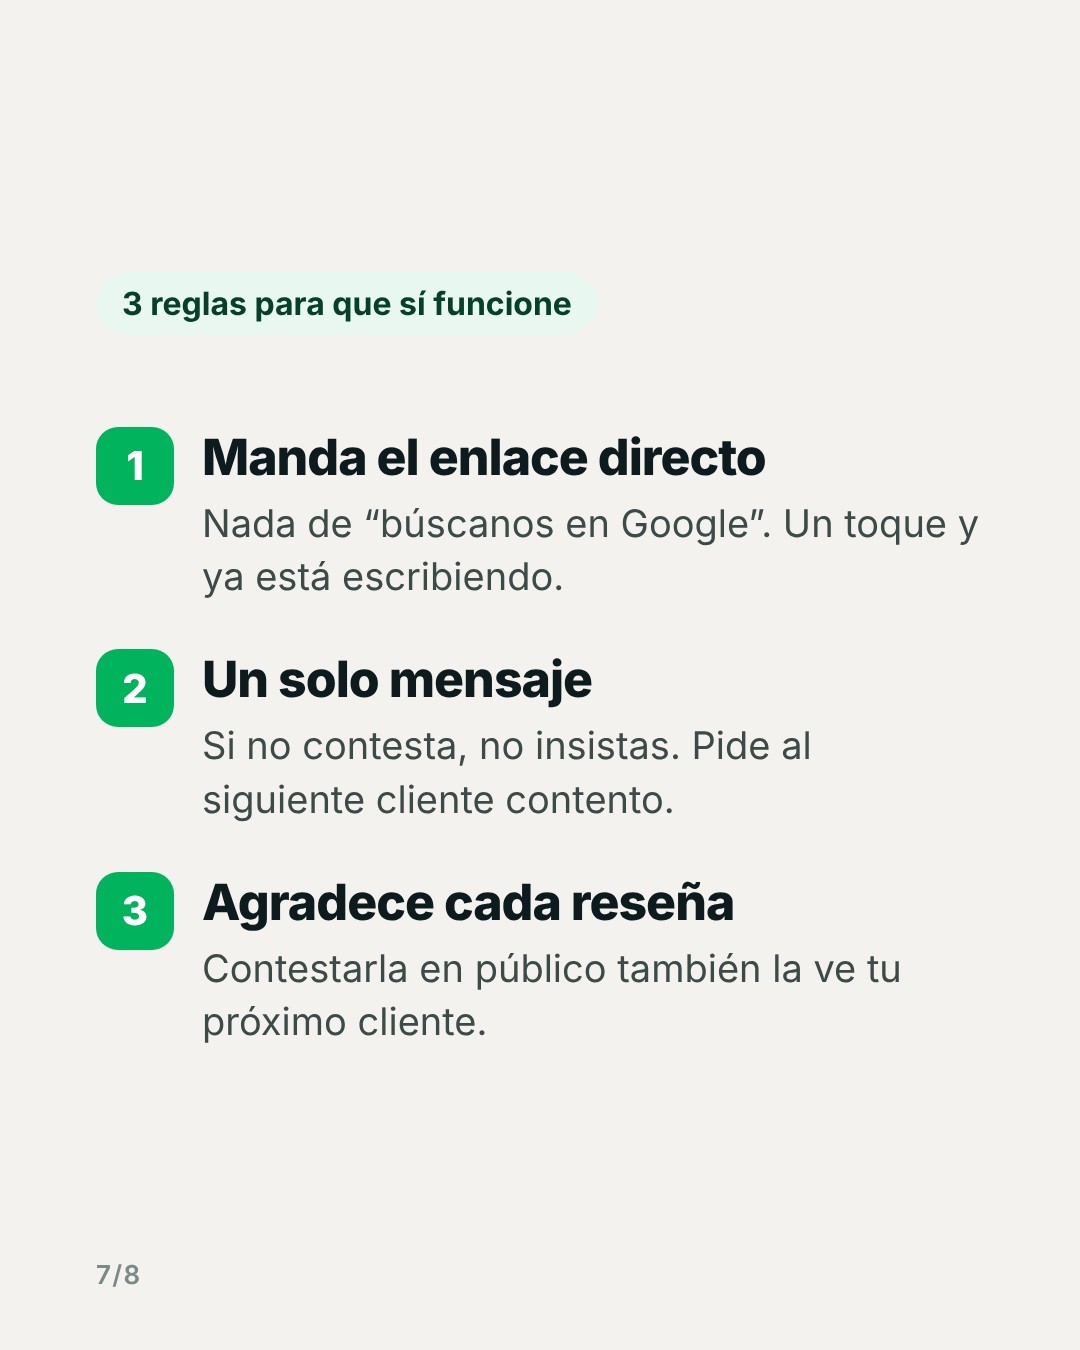 3 reglas para que sí funcione
1
Manda el enlace directo
Nada de “búscanos en Google”. Un toque y
ya está escribiendo.
2
Un solo mensaje
Si no contesta, no insistas. Pide al
siguiente cliente contento.
3
Agradece cada reseña
Contestarla en público también la ve tu
próximo cliente.
7/8